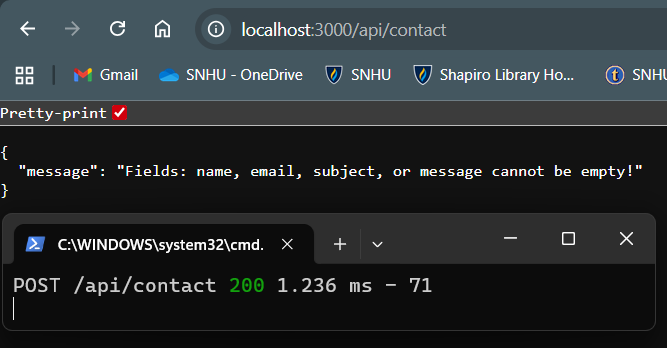 localhost:3000/api/contact
Gmail SNHU - OneDrive SNHU Shapiro Library Ho... SNHU
Pretty-print
{
"message": "Fields: name, email, subject, or message cannot be empty!"
}
C:\WINDOWS\system32\cmd.
POST /api/contact 200 1.236 ms - 71